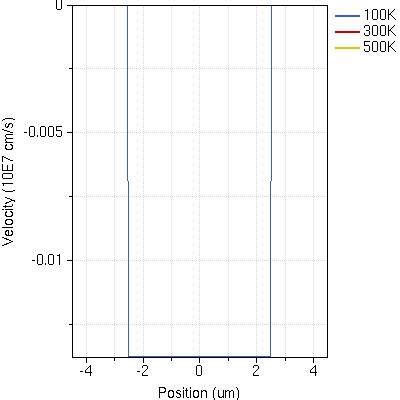 0
-0.005
-0.01
Velocity (10E7 cm/s)
-4 -2 0 2 4
Position (um)
100K
300K
500K